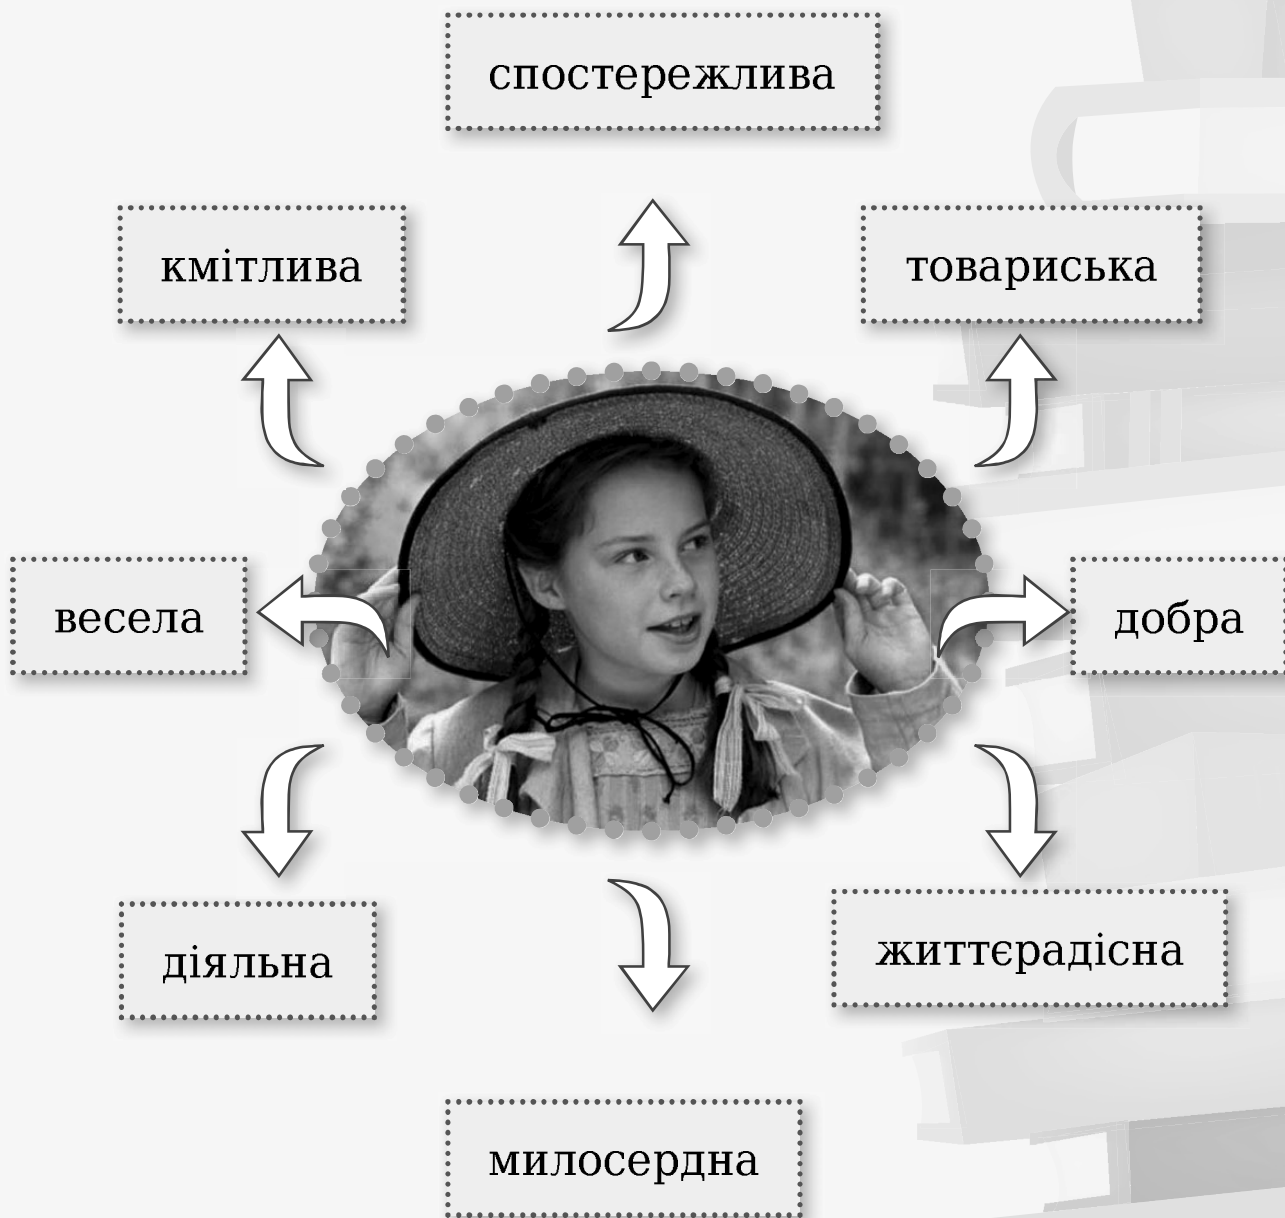 спостережлива
кмітлива
товариська
весела
добра
діяльна
життєрадісна
милосердна